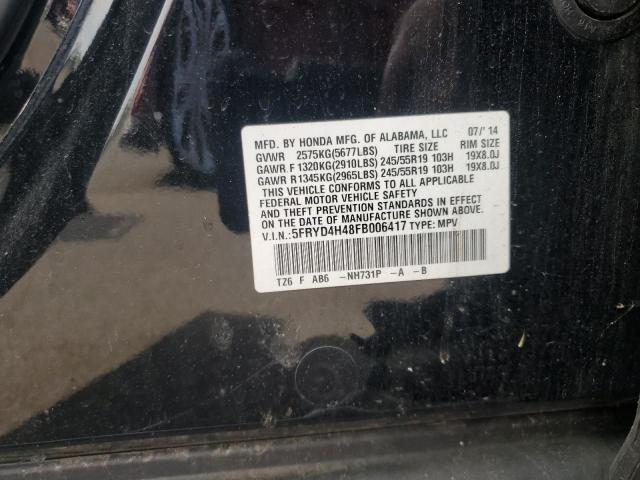 MFD. BY HONDA MFG. OF ALABAMA, LLC 07/'14
GVWR 2575KG(5677LBS) TIRE SIZE RIM SIZE
GAWR F 1320KG(2910LBS) 245/55R19 103H 19X8.0J
GAWR R1345KG(2965LBS) 245/55R19 103H 19X8.0J
THIS VEHICLE CONFORMS TO ALL APPLICABLE
FEDERAL MOTOR VEHICLE SAFETY
AND THEFT PREVENTION STANDARDS IN EFFECT
ON THE DATE OF MANUFACTURE SHOWN ABOVE.
V.I.N.: 5FRYD4H48FB006417 TYPE: MPV
TZ6 F AB6 -NH731P -A -B